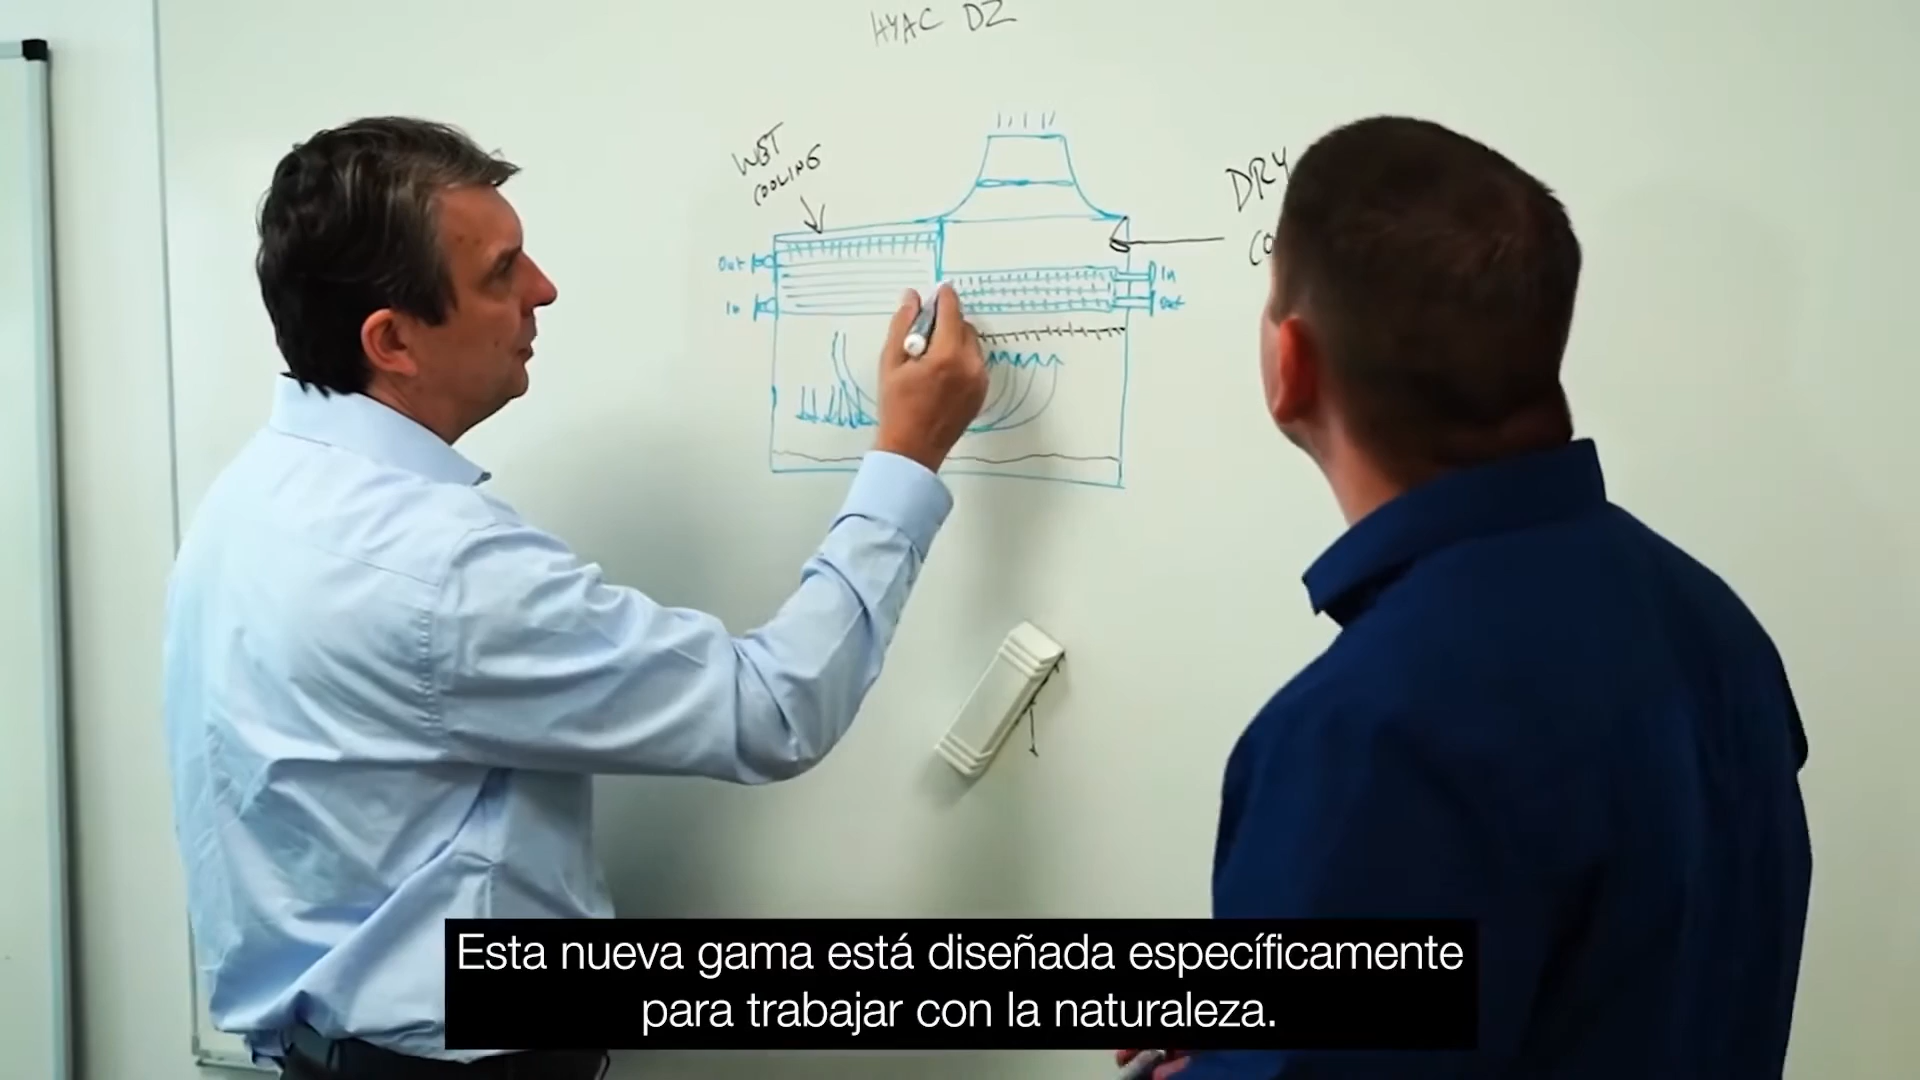 HYAC DZ
WET
COOLING
DRY
CO
Out
In
In
Out
Esta nueva gama está diseñada específicamente
para trabajar con la naturaleza.